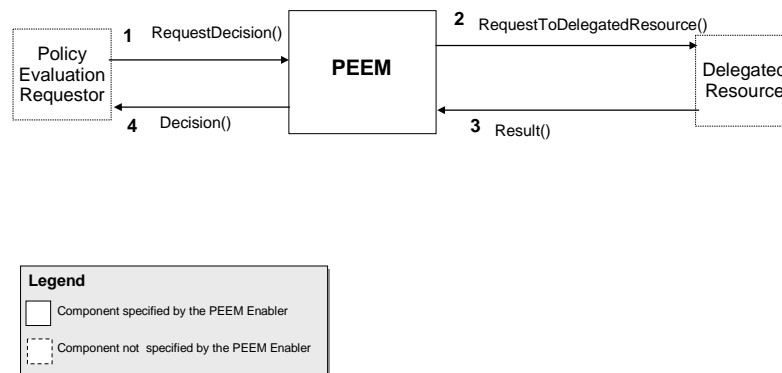 1 RequestDecision()
2 RequestToDelegatedResource()
Policy
Evaluation
Requestor
PEEM
Delegated
Resource
4 Decision()
3 Result()
Legend
Component specified by the PEEM Enabler
Component not specified by the PEEM Enabler